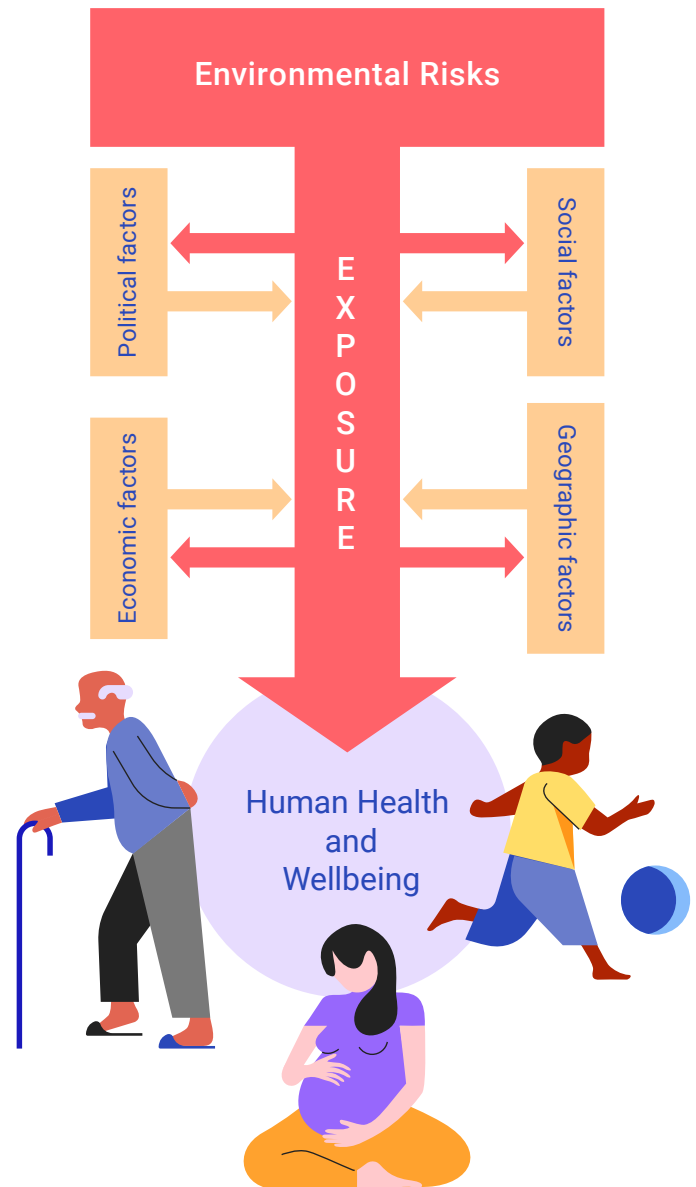 Environmental Risks
Political factors
Social factors
EXPOSURE
Economic factors
Geographic factors
Human Health
and
Wellbeing